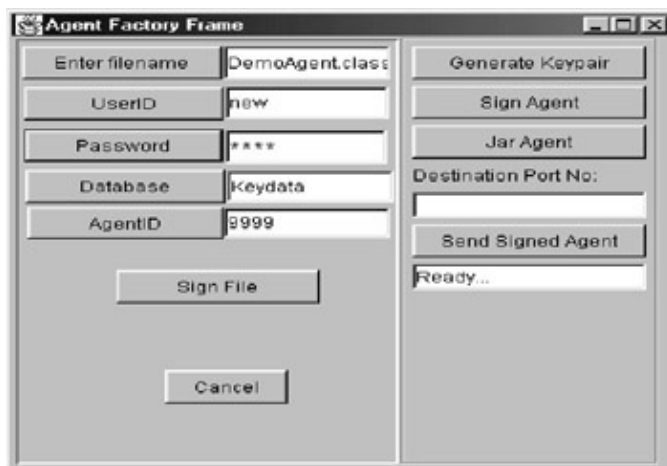 Agent Factory Frame
Enter filename DemoAgent.class
UserID new
Password ****
Database Keydata
AgentID 9999
Sign File
Cancel
Generate Keypair
Sign Agent
Jar Agent
Destination Port No:
Send Signed Agent
Ready...